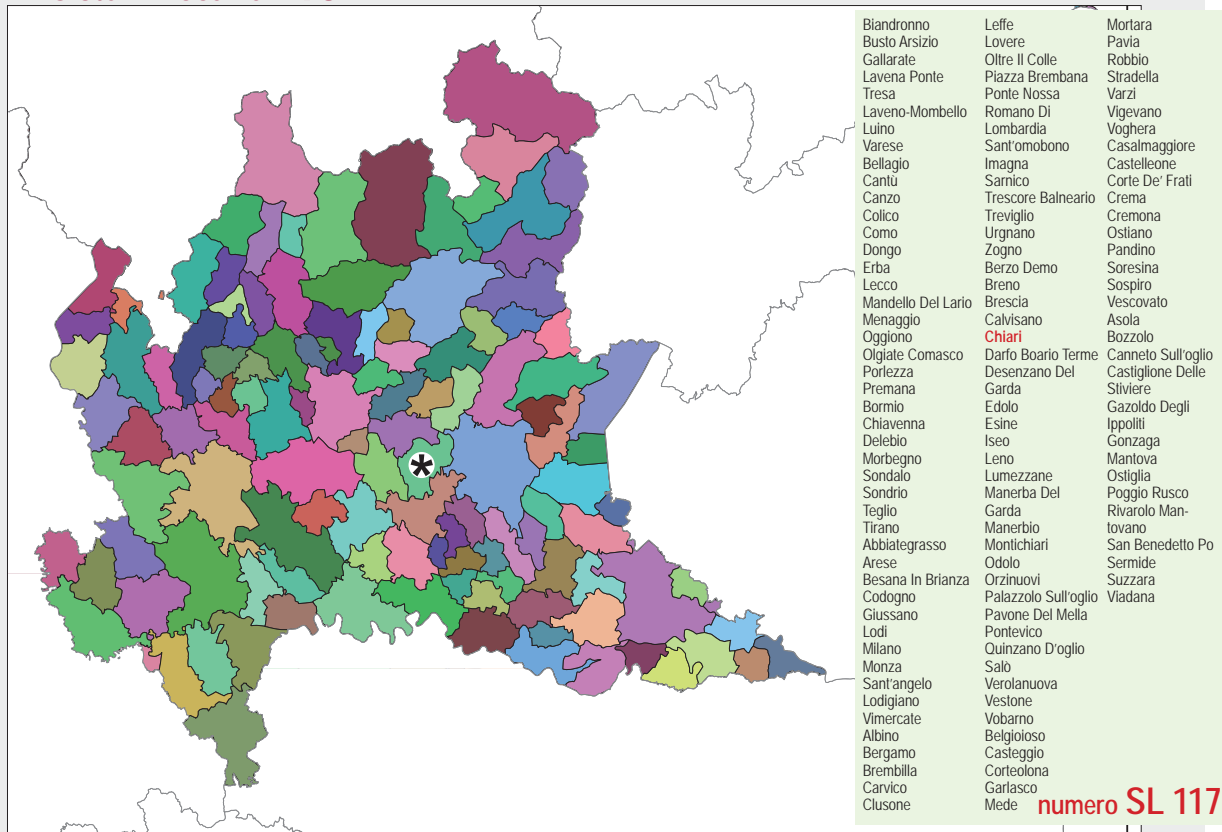 Biandronno
Busto Arsizio
Gallarate
Lavena Ponte
Tresa
Laveno-Mombello
Luino
Varese
Bellagio
Cantù
Canzo
Colico
Como
Dongo
Erba
Lecco
Mandello Del Lario
Menaggio
Oggiono
Olgiate Comasco
Porlezza
Premana
Bormio
Chiavenna
Delebio
Morbegno
Sondalo
Sondrio
Teglio
Tirano
Abbiategrasso
Arese
Besana In Brianza
Codogno
Giussano
Lodi
Milano
Monza
Sant'angelo
Lodigiano
Vimercate
Albino
Bergamo
Brembilla
Carvico
Clusone
Leffe
Lovere
Oltre Il Colle
Piazza Brembana
Ponte Nossa
Romano Di
Lombardia
Sant'omobono
Imagna
Sarnico
Trescore Balneario
Treviglio
Urgnano
Zogno
Berzo Demo
Breno
Brescia
Calvisano
Chiari
Darfo Boario Terme
Desenzano Del
Garda
Edolo
Esine
Iseo
Leno
Lumezzane
Manerba Del
Garda
Manerbio
Montichiari
Odolo
Orzinuovi
Palazzolo Sull'oglio
Pavone Del Mella
Pontevico
Quinzano D'oglio
Salò
Verolanuova
Vestone
Vobarno
Belgioioso
Casteggio
Corteolona
Garlasco
Mede
Mortara
Pavia
Robbio
Stradella
Varzi
Vigevano
Voghera
Casalmaggiore
Castelleone
Corte De' Frati
Crema
Cremona
Ostiano
Pandino
Soresina
Sospiro
Vescovato
Asola
Bozzolo
Canneto Sull'oglio
Castiglione Delle
Stiviere
Gazoldo Degli
Ippoliti
Gonzaga
Mantova
Ostiglia
Poggio Rusco
Rivarolo Man-
tovano
San Benedetto Po
Sermide
Suzzara
Viadana
numero SL 117